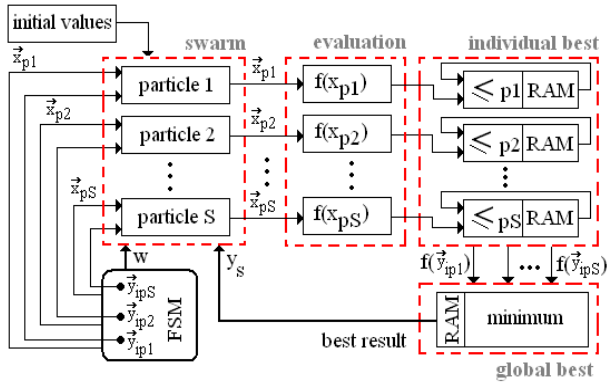 initial values
swarm
evaluation
individual best
x⃗p1
particle 1
x⃗p1
f(xp1)
≤ p1 RAM
x⃗p2
particle 2
x⃗p2
f(xp2)
≤ p2 RAM
x⃗pS
particle S
x⃗pS
f(xpS)
≤ pS RAM
w
ys
f(y⃗ip1)
...
f(y⃗ipS)
y⃗ipS
y⃗ip2
y⃗ip1
FSM
best result
RAM
minimum
global best